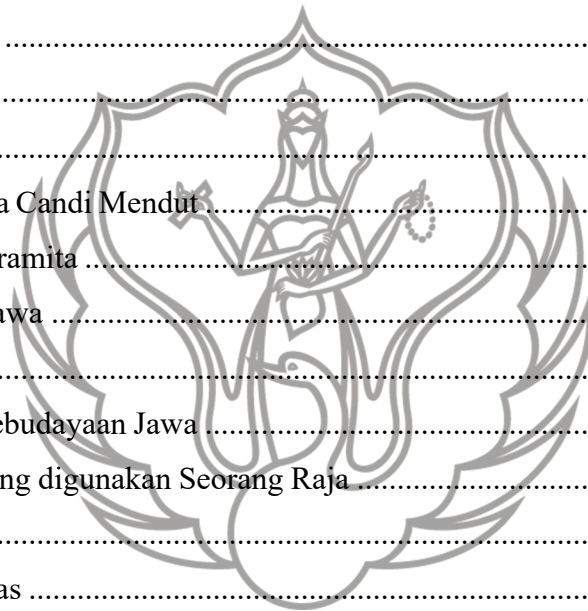 ................................................................
................................................................
................................................................
a Candi Mendut ................................................
ramita ................................................................
awa ................................................................
................................................................
ebudayaan Jawa ................................................
ng digunakan Seorang Raja .............................
................................................................
as ................................................................